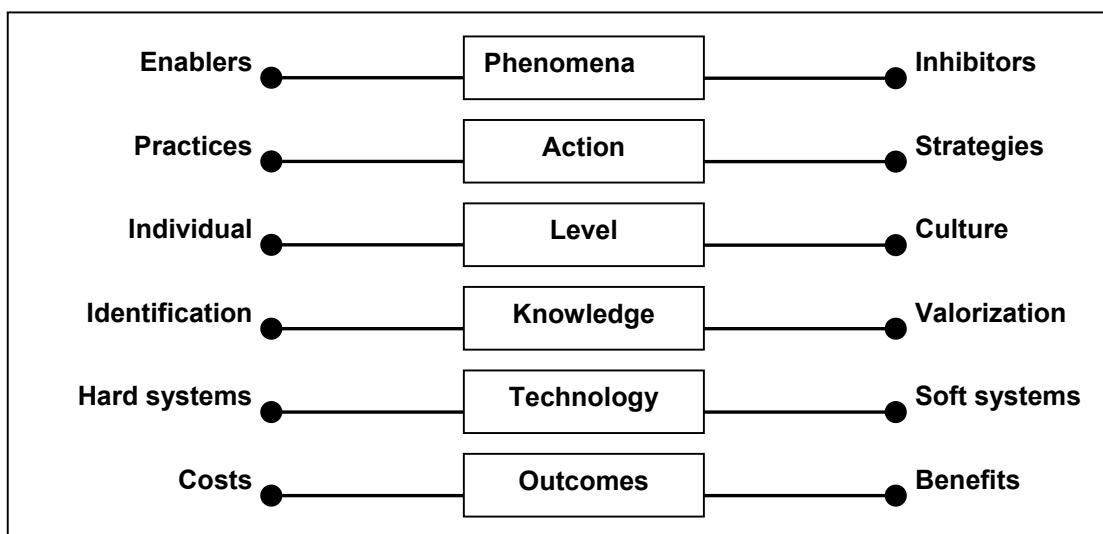 Enablers Phenomena Inhibitors
Practices Action Strategies
Individual Level Culture
Identification Knowledge Valorization
Hard systems Technology Soft systems
Costs Outcomes Benefits